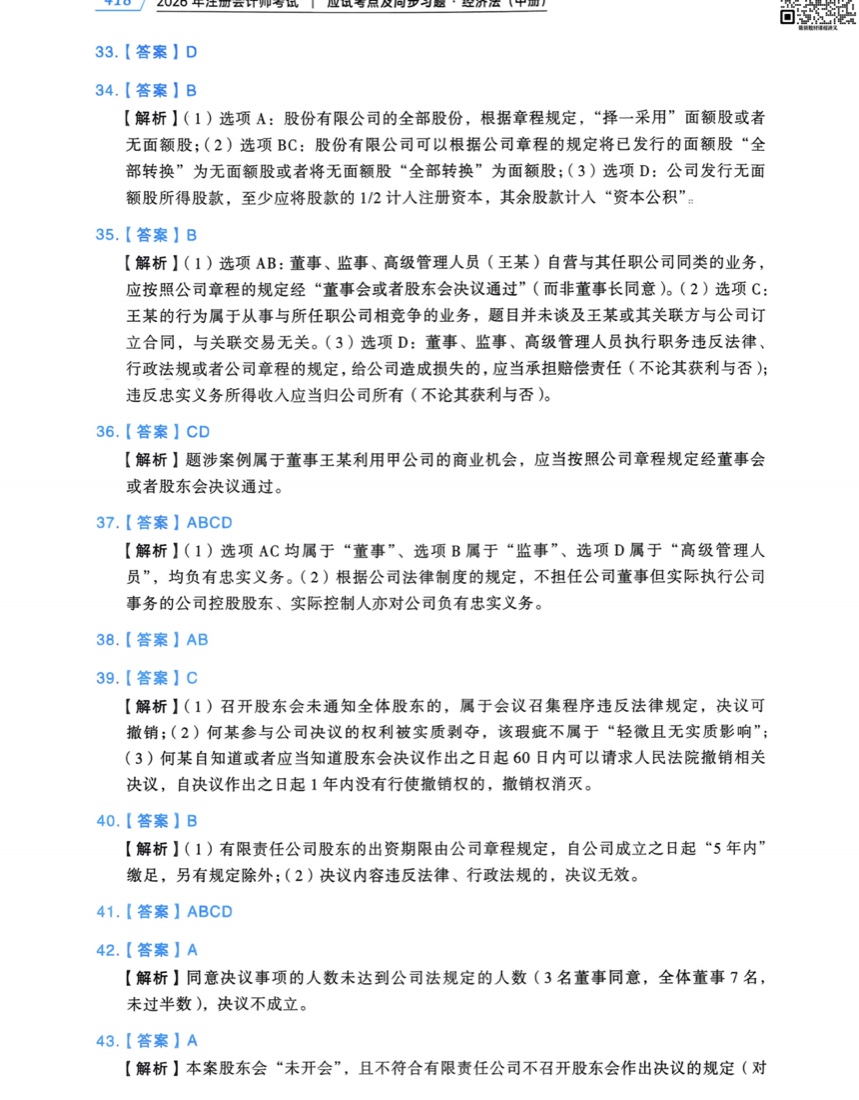 418 / 2026年注册会计师考试 | 应试考点及同步习题·经济法（中册）
33.【答案】D
34.【答案】B
【解析】（1）选项 A：股份有限公司的全部股份，根据章程规定，“择一采用”面额股或者
无面额股；（2）选项 BC：股份有限公司可以根据公司章程的规定将已发行的面额股“全
部转换”为无面额股或者将无面额股“全部转换”为面额股；（3）选项 D：公司发行无面
额股所得股款，至少应将股款的 1/2 计入注册资本，其余股款计入“资本公积”。
35.【答案】B
【解析】（1）选项 AB：董事、监事、高级管理人员（王某）自营与其任职公司同类的业务，
应按照公司章程的规定经“董事会或者股东会决议通过”（而非董事长同意）。（2）选项 C：
王某的行为属于从事与所任职公司相竞争的业务，题目并未谈及王某或其关联方与公司订
立合同，与关联交易无关。（3）选项 D：董事、监事、高级管理人员执行职务违反法律、
行政法规或者公司章程的规定，给公司造成损失的，应当承担赔偿责任（不论其获利与否）；
违反忠实义务所得收入应当归公司所有（不论其获利与否）。
36.【答案】CD
【解析】题涉案例属于董事王某利用甲公司的商业机会，应当按照公司章程规定经董事会
或者股东会决议通过。
37.【答案】ABCD
【解析】（1）选项 AC 均属于“董事”、选项 B 属于“监事”、选项 D 属于“高级管理人
员”，均负有忠实义务。（2）根据公司法律制度的规定，不担任公司董事但实际执行公司
事务的公司控股股东、实际控制人亦对公司负有忠实义务。
38.【答案】AB
39.【答案】C
【解析】（1）召开股东会未通知全体股东的，属于会议召集程序违反法律规定，决议可
撤销；（2）何某参与公司决议的权利被实质剥夺，该瑕疵不属于“轻微且无实质影响”；
（3）何某自知道或者应当知道股东会决议作出之日起 60 日内可以请求人民法院撤销相关
决议，自决议作出之日起 1 年内没有行使撤销权的，撤销权消灭。
40.【答案】B
【解析】（1）有限责任公司股东的出资期限由公司章程规定，自公司成立之日起“5 年内”
缴足，另有规定除外；（2）决议内容违反法律、行政法规的，决议无效。
41.【答案】ABCD
42.【答案】A
【解析】同意决议事项的人数未达到公司法规定的人数（3 名董事同意，全体董事 7 名，
未过半数），决议不成立。
43.【答案】A
【解析】本案股东会“未开会”，且不符合有限责任公司不召开股东会作出决议的规定（对